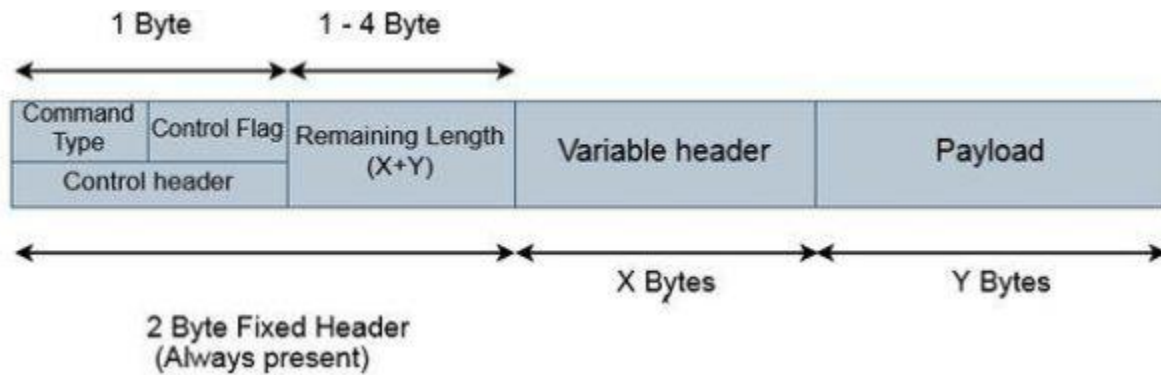 1 Byte
1 - 4 Byte
Command
Type
Control Flag
Control header
Remaining Length
(X+Y)
Variable header
Payload
X Bytes
Y Bytes
2 Byte Fixed Header
(Always present)